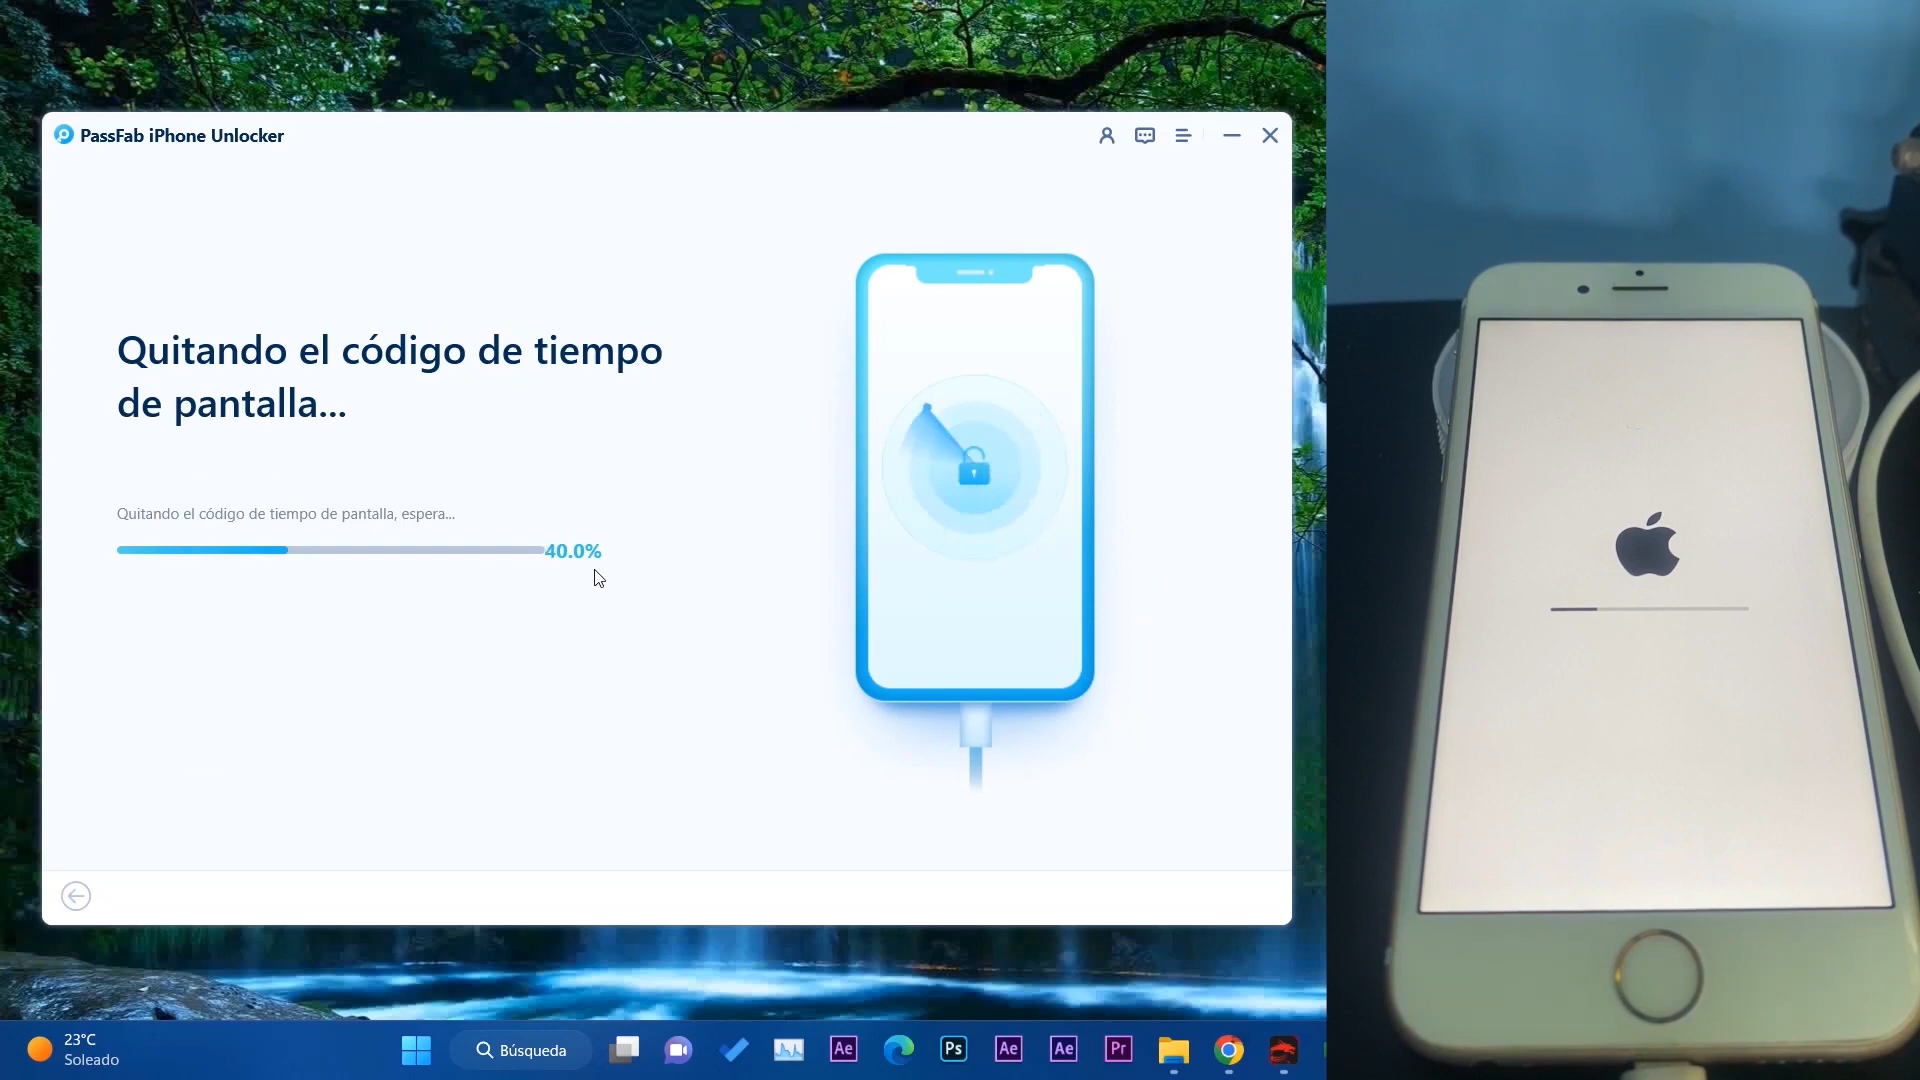 PassFab iPhone Unlocker
Quitando el código de tiempo
de pantalla...
Quitando el código de tiempo de pantalla, espera...
40.0%
23°C
Soleado
Búsqueda
Ae
Ps
Ae
Ae
Pr